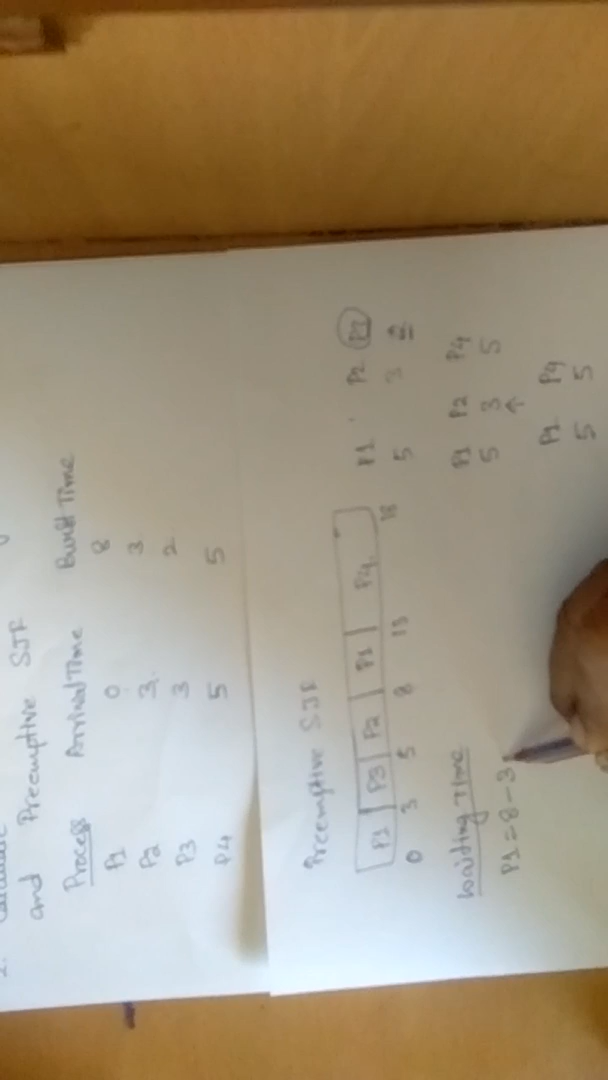 and Preemptive SJF
Process Arrival Time Burst Time
P1 0 8
P2 3 3
P3 3 2
P4 5 5
Preemptive SJF
P1 P3 P2 P1 P4
0 3 5 8 13 18
P1 P2 P3
5 3 2
P1 P2 P4
5 3 5
P1 P4
5 5
Waiting Time
P1 = 8 - 3